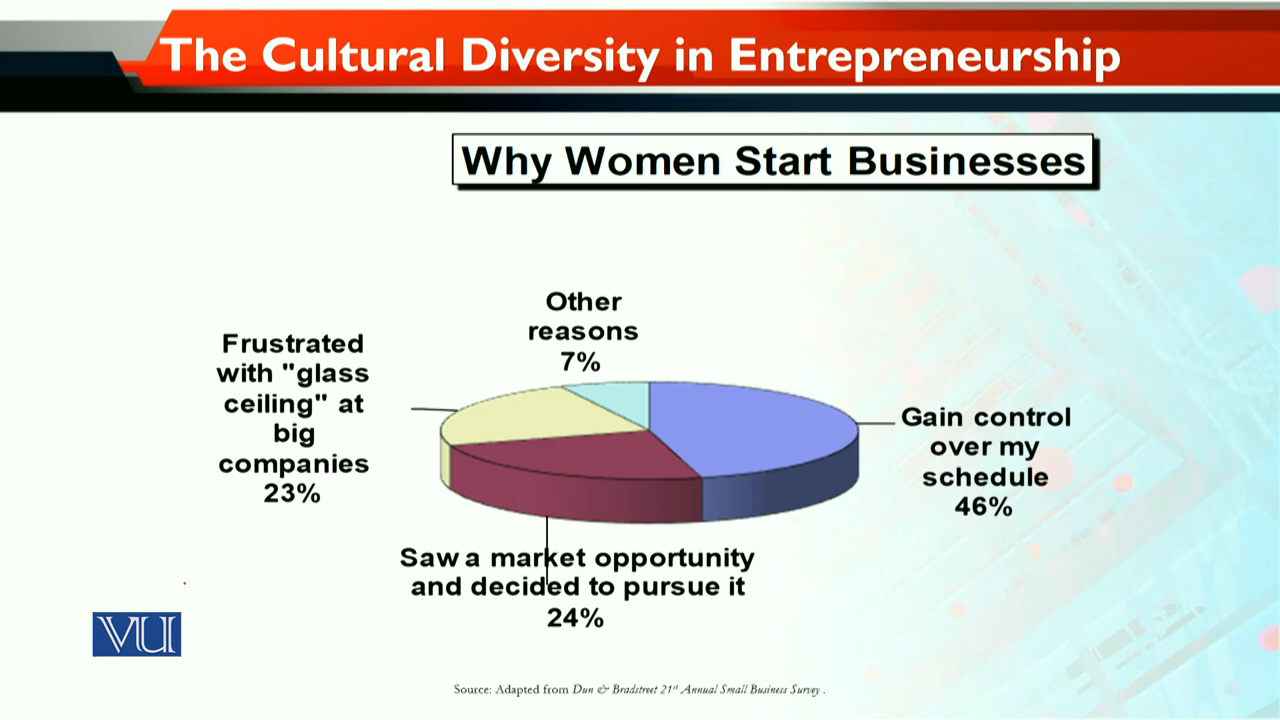 The Cultural Diversity in Entrepreneurship
Why Women Start Businesses
Other
reasons
7%
Frustrated
with "glass
ceiling" at
big
companies
23%
Gain control
over my
schedule
46%
Saw a market opportunity
and decided to pursue it
24%
VU
Source: Adapted from Dun & Bradstreet 21st Annual Small Business Survey .